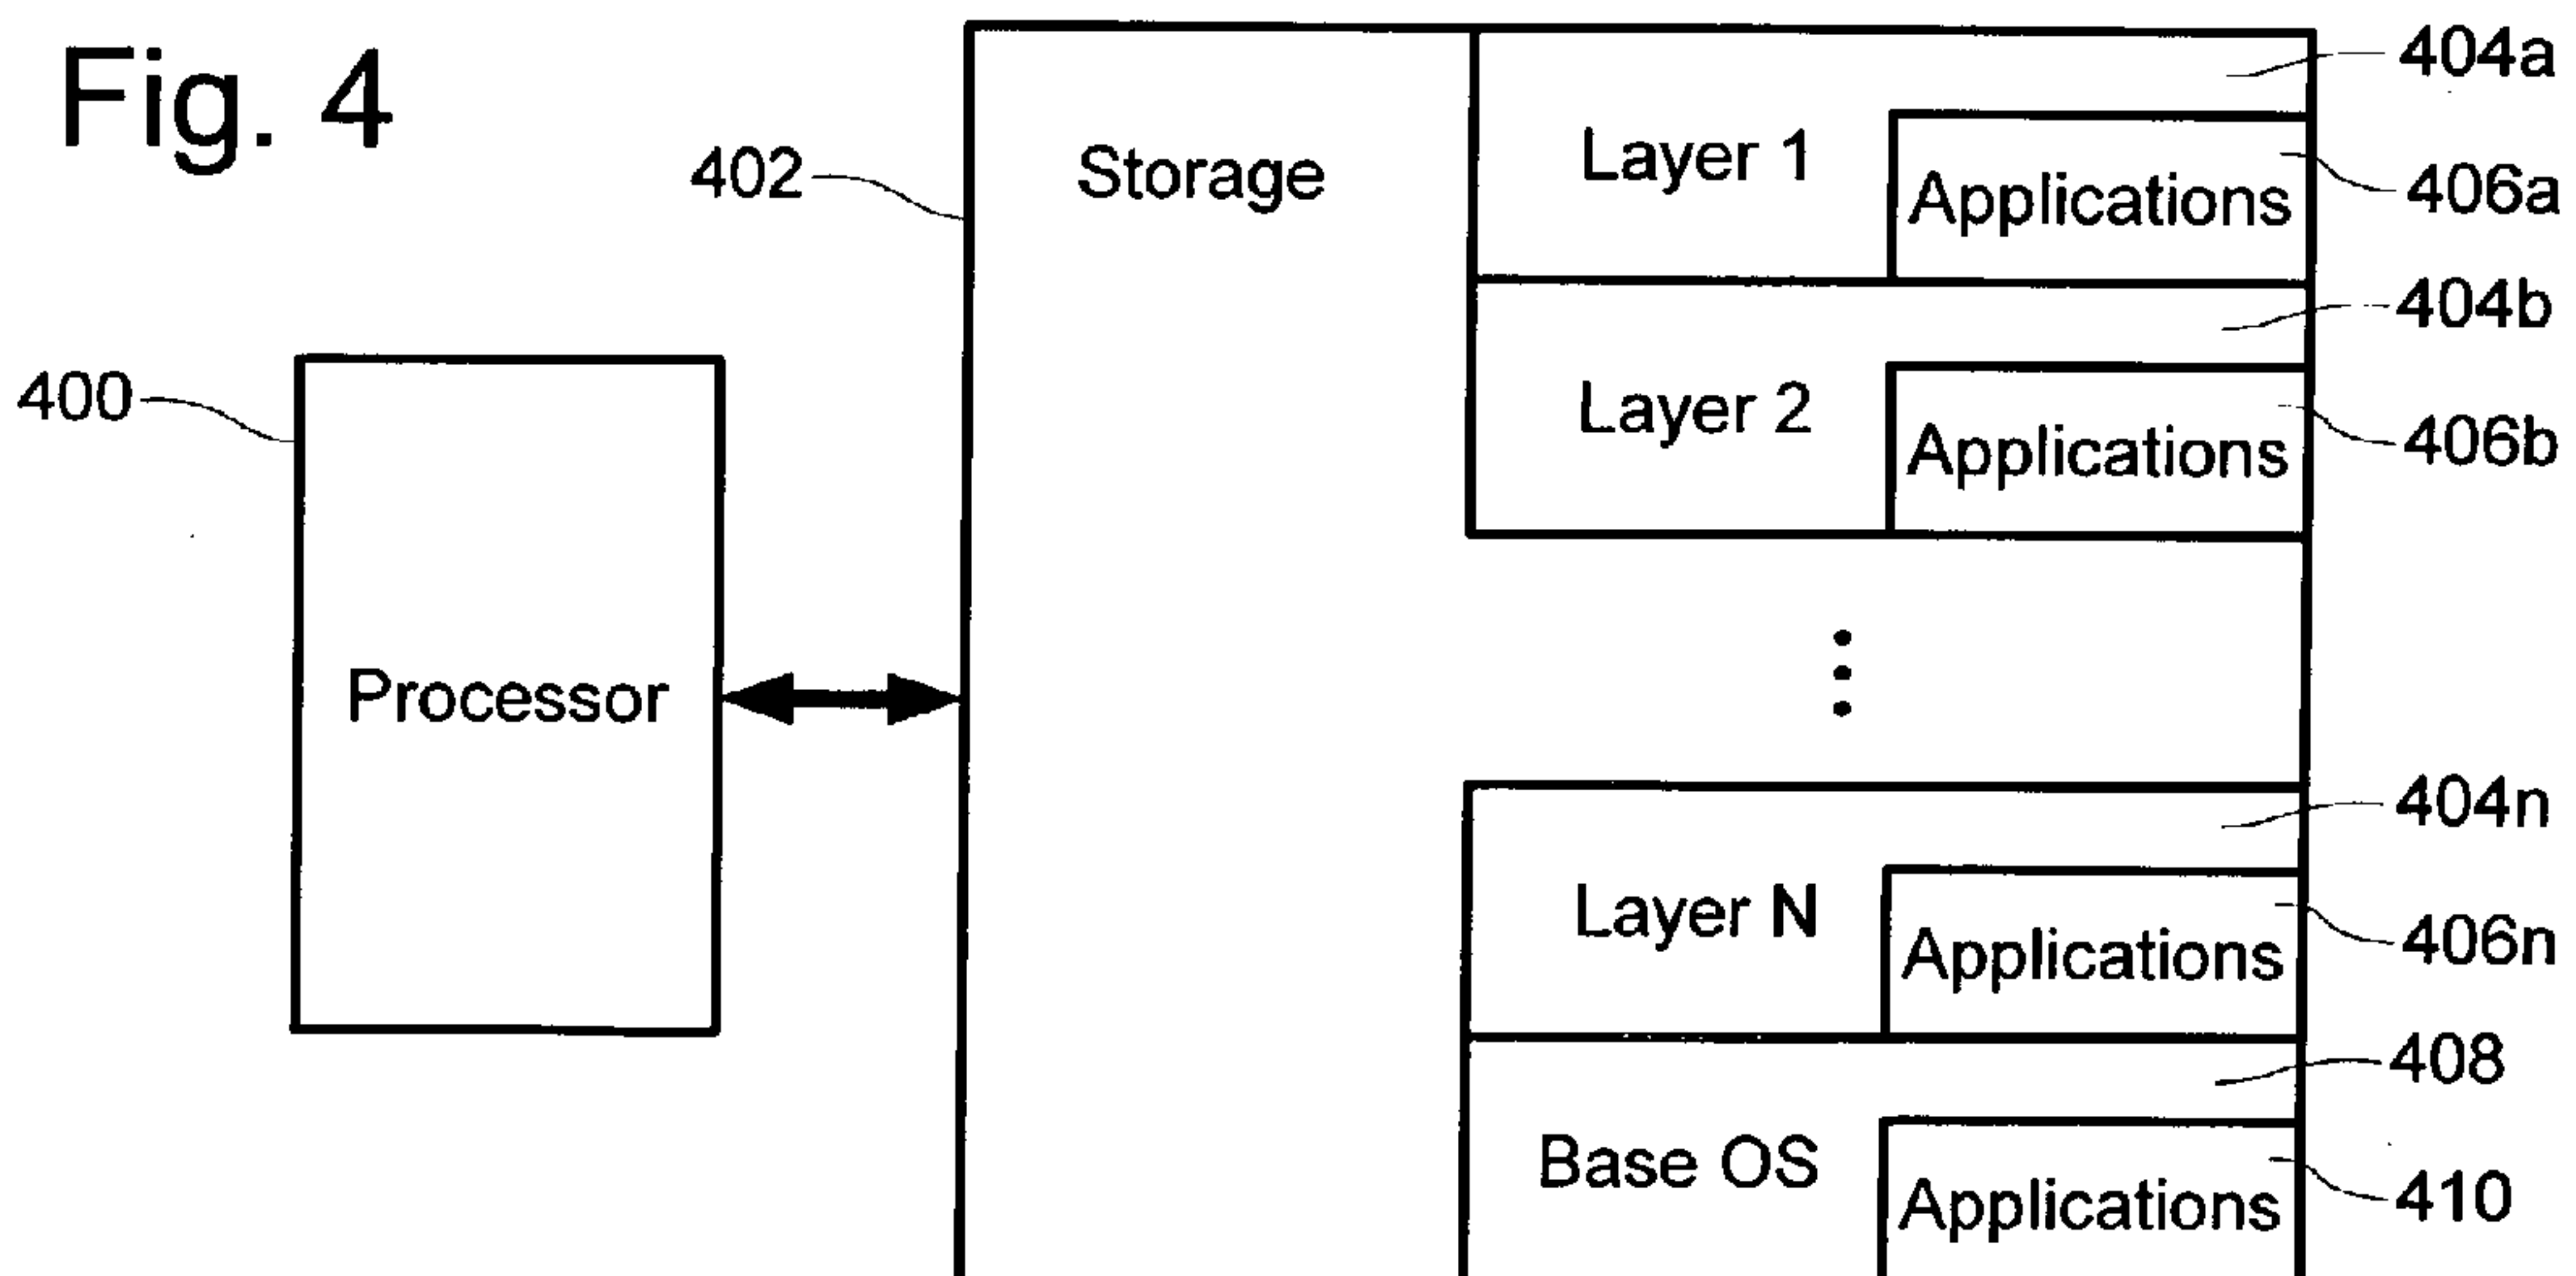 Fig. 4
404a
402
Storage
Layer 1
Applications
406a
404b
400
Layer 2
Applications
406b
Processor
404n
Layer N
Applications
406n
408
Base OS
Applications
410